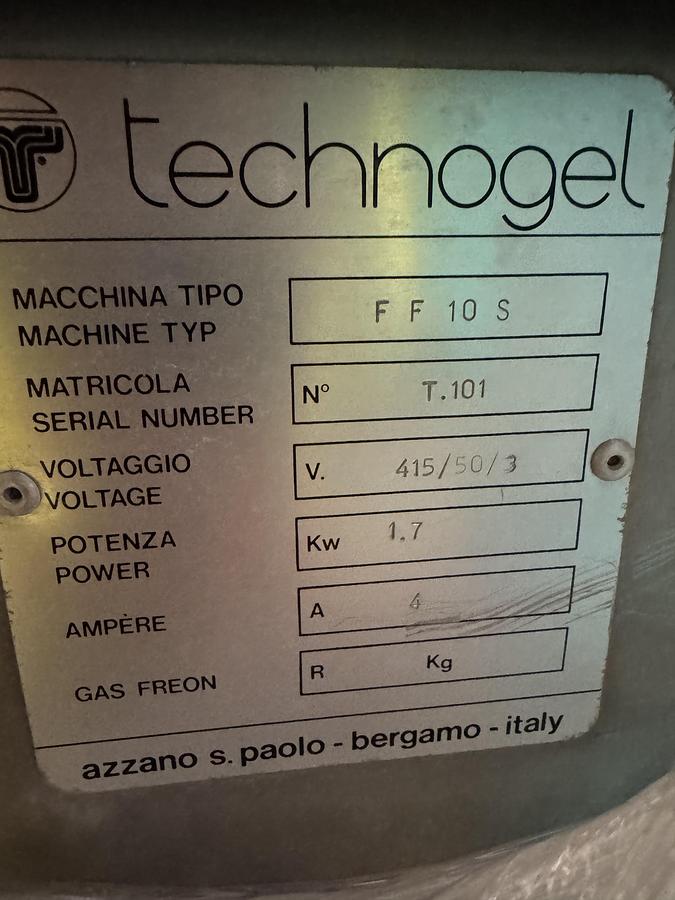 technogel
MACCHINA TIPO
MACHINE TYP
F F 10 S
MATRICOLA
SERIAL NUMBER
N° T.101
VOLTAGGIO
VOLTAGE
V. 415/50/3
POTENZA
POWER
Kw 1.7
AMPÈRE
A 4
GAS FREON
R Kg
azzano s. paolo - bergamo - italy